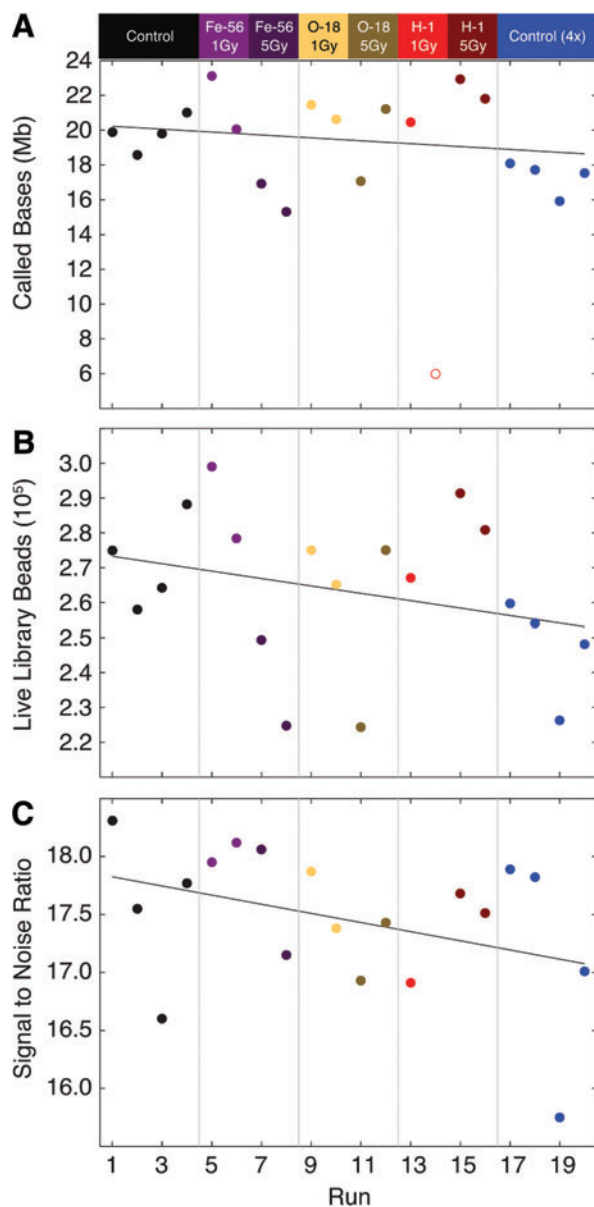 A
Control
Fe-56 1Gy
Fe-56 5Gy
O-18 1Gy
O-18 5Gy
H-1 1Gy
H-1 5Gy
Control (4x)
24
22
20
18
16
14
12
10
8
6
Called Bases (Mb)
B
3.0
2.9
2.8
2.7
2.6
2.5
2.4
2.3
2.2
Live Library Beads (10⁵)
C
18.0
17.5
17.0
16.5
16.0
Signal to Noise Ratio
1 3 5 7 9 11 13 15 17 19
Run